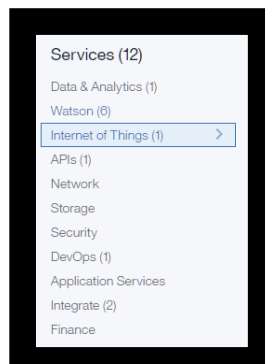 Services (12)
Data & Analytics (1)
Watson (6)
Internet of Things (1)
APIs (1)
Network
Storage
Security
DevOps (1)
Application Services
Integrate (2)
Finance